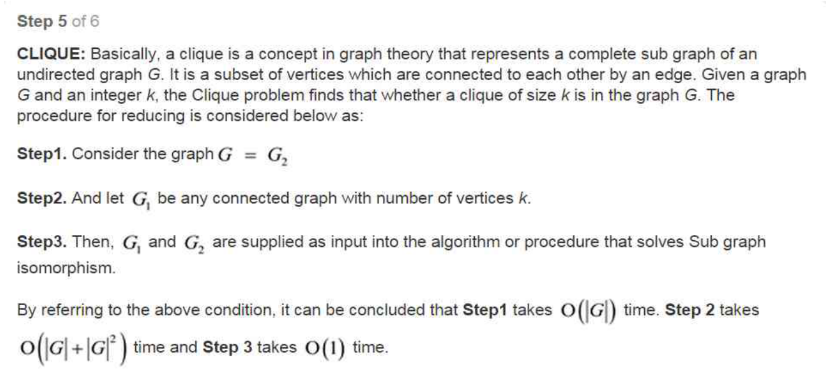 Step 5 of 6
CLIQUE: Basically, a clique is a concept in graph theory that represents a complete sub graph of an
undirected graph G. It is a subset of vertices which are connected to each other by an edge. Given a graph
G and an integer k, the Clique problem finds that whether a clique of size k is in the graph G. The
procedure for reducing is considered below as:
Step1. Consider the graph G = G₂
Step2. And let G₁ be any connected graph with number of vertices k.
Step3. Then, G₁ and G₂ are supplied as input into the algorithm or procedure that solves Sub graph
isomorphism.
By referring to the above condition, it can be concluded that Step1 takes O(|G|) time. Step 2 takes
O(|G|+|G|²) time and Step 3 takes O(1) time.